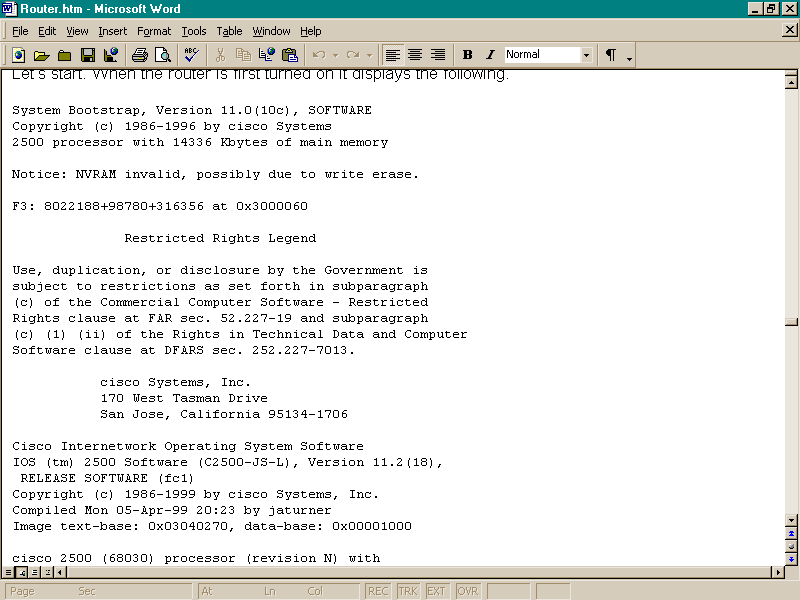 Router.htm - Microsoft Word
File Edit View Insert Format Tools Table Window Help
ABC B I Normal ¶
Let's start. When the router is first turned on it displays the following.
System Bootstrap, Version 11.0(10c), SOFTWARE
Copyright (c) 1986-1996 by cisco Systems
2500 processor with 14336 Kbytes of main memory
Notice: NVRAM invalid, possibly due to write erase.
F3: 8022188+98780+316356 at 0x3000060
Restricted Rights Legend
Use, duplication, or disclosure by the Government is
subject to restrictions as set forth in subparagraph
(c) of the Commercial Computer Software - Restricted
Rights clause at FAR sec. 52.227-19 and subparagraph
(c) (1) (ii) of the Rights in Technical Data and Computer
Software clause at DFARS sec. 252.227-7013.
cisco Systems, Inc.
170 West Tasman Drive
San Jose, California 95134-1706
Cisco Internetwork Operating System Software
IOS (tm) 2500 Software (C2500-JS-L), Version 11.2(18),
RELEASE SOFTWARE (fc1)
Copyright (c) 1986-1999 by cisco Systems, Inc.
Compiled Mon 05-Apr-99 20:23 by jaturner
Image text-base: 0x03040270, data-base: 0x00001000
cisco 2500 (68030) processor (revision N) with
Page Sec At Ln Col REC TRK EXT OVR